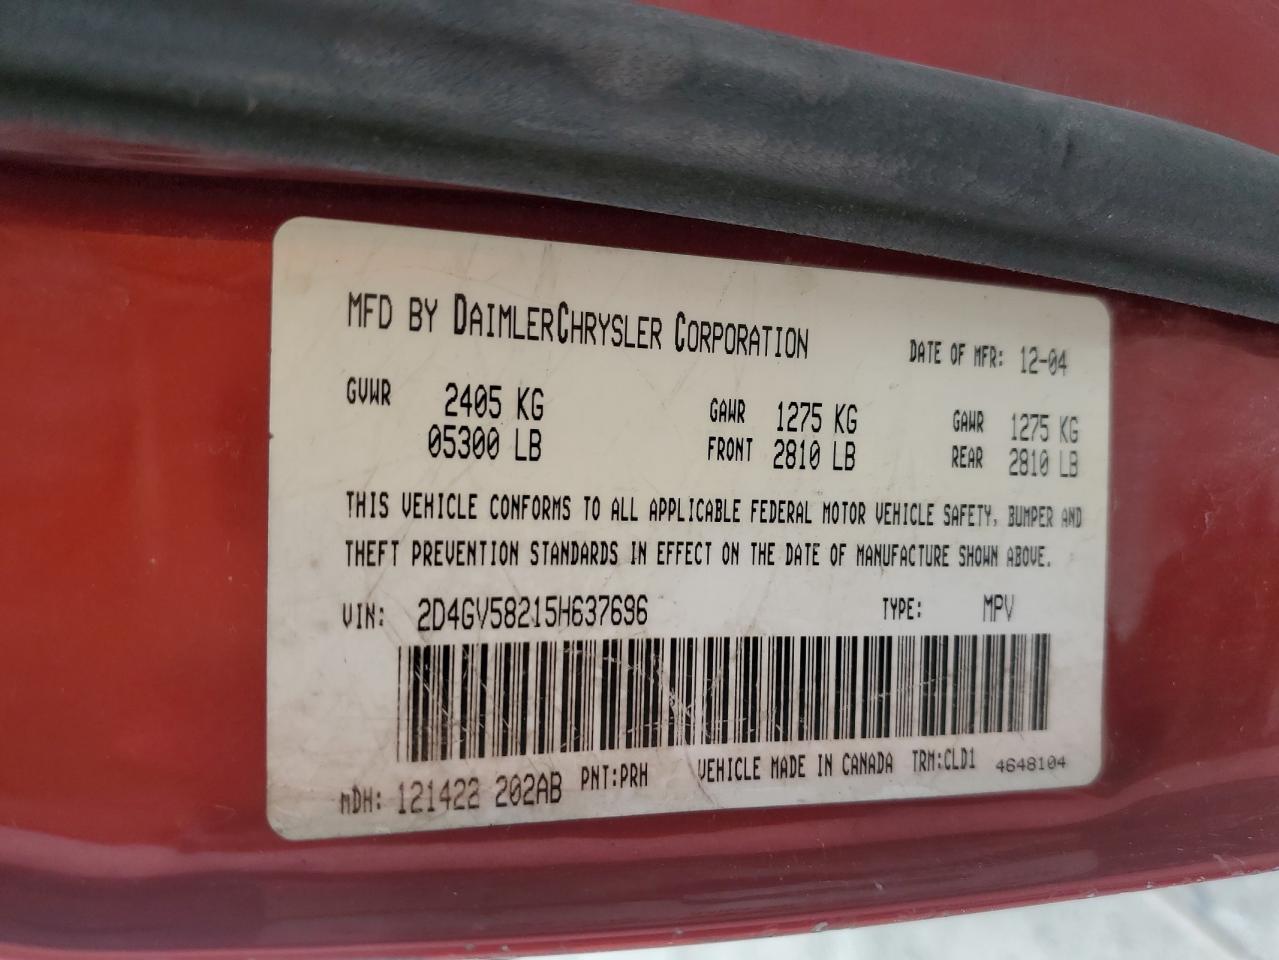 MFD BY DAIMLERCHRYSLER CORPORATION DATE OF MFR: 12-04
GVWR 2405 KG GAWR 1275 KG GAWR 1275 KG
05300 LB FRONT 2810 LB REAR 2810 LB
THIS VEHICLE CONFORMS TO ALL APPLICABLE FEDERAL MOTOR VEHICLE SAFETY, BUMPER AND
THEFT PREVENTION STANDARDS IN EFFECT ON THE DATE OF MANUFACTURE SHOWN ABOVE.
VIN: 2D4GV58215H637696 TYPE: MPV
MDH: 121422 202AB PNT:PRH VEHICLE MADE IN CANADA TRM:CLD1 4648104